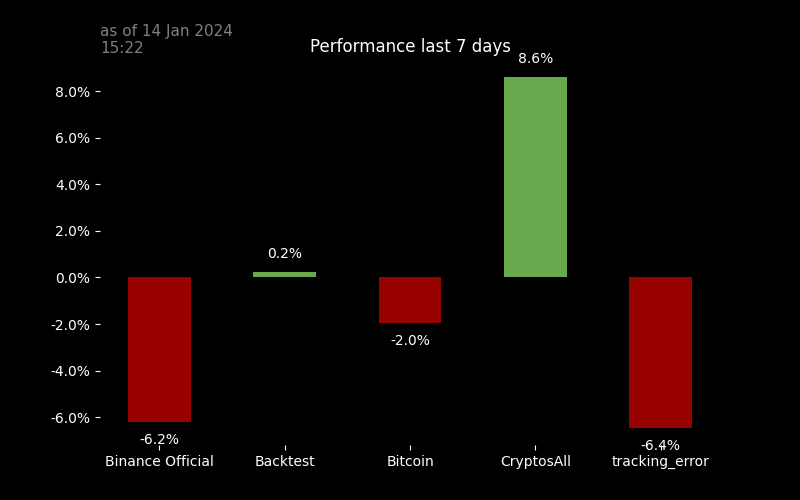 as of 14 Jan 2024
15:22
Performance last 7 days
8.6%
8.0%
6.0%
4.0%
2.0%
0.2%
0.0%
-2.0%
-2.0%
-4.0%
-6.0%
-6.2%
-6.4%
Binance Official
Backtest
Bitcoin
CryptosAll
tracking_error